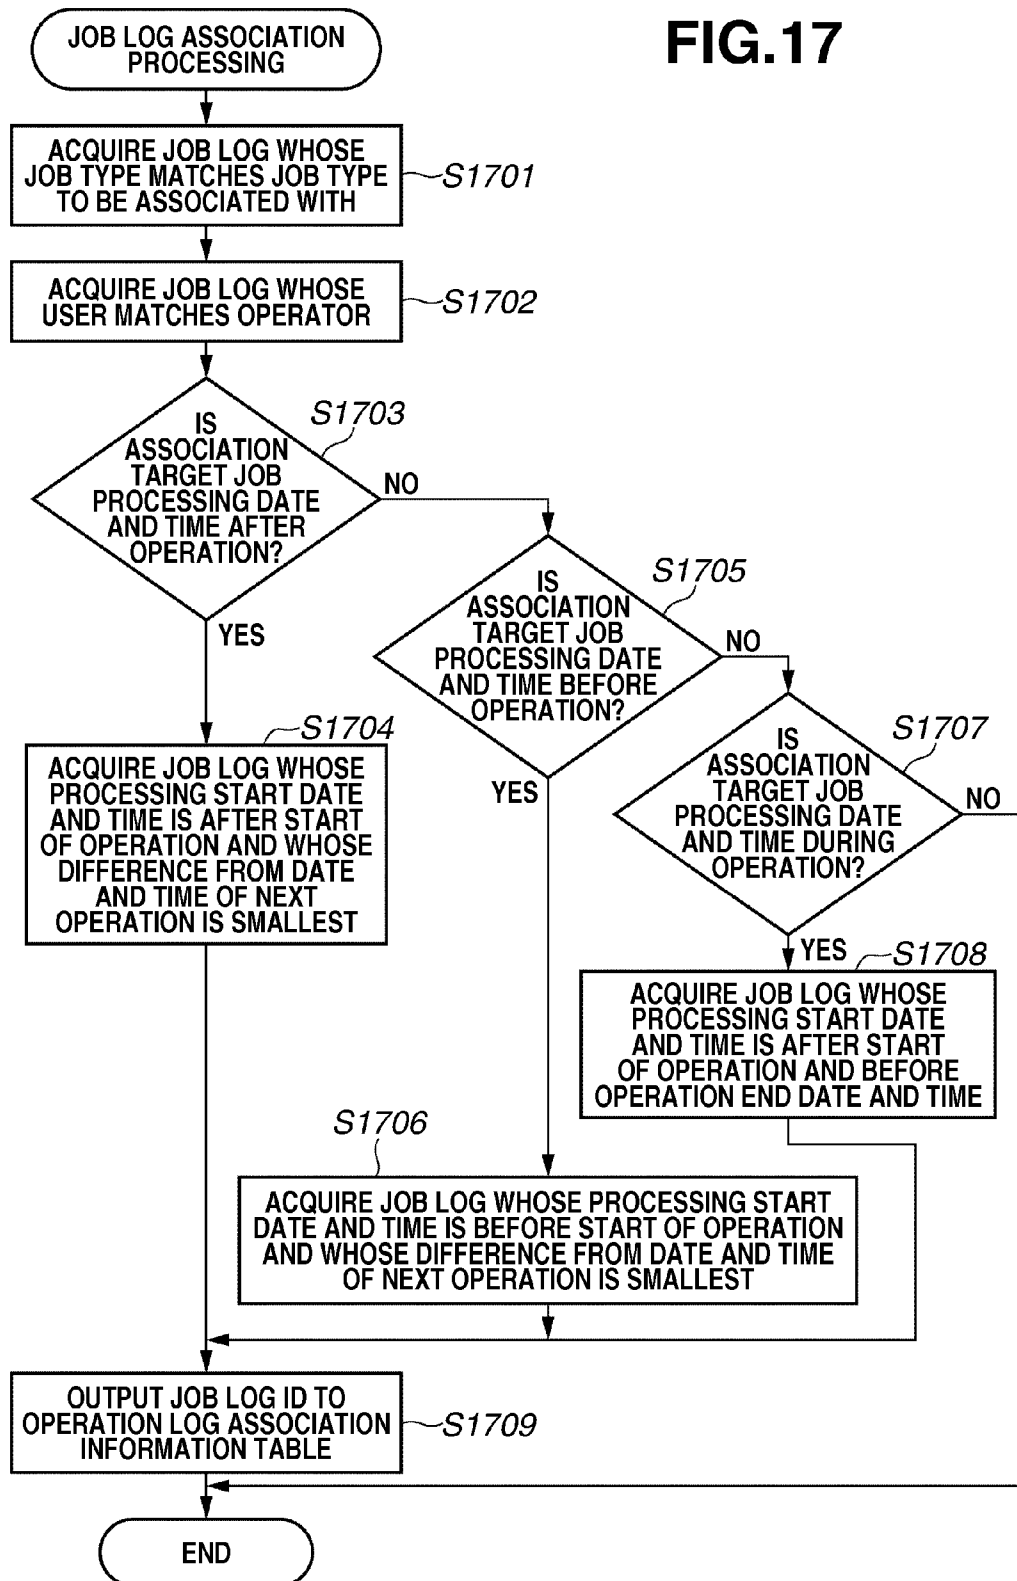 FIG.17
JOB LOG ASSOCIATION
PROCESSING
ACQUIRE JOB LOG WHOSE
JOB TYPE MATCHES JOB TYPE
TO BE ASSOCIATED WITH
S1701
ACQUIRE JOB LOG WHOSE
USER MATCHES OPERATOR
S1702
IS
ASSOCIATION
TARGET JOB
PROCESSING DATE
AND TIME AFTER
OPERATION?
S1703
NO
YES
IS
ASSOCIATION
TARGET JOB
PROCESSING DATE
AND TIME BEFORE
OPERATION?
S1705
NO
YES
IS
ASSOCIATION
TARGET JOB
PROCESSING DATE
AND TIME DURING
OPERATION?
S1707
NO
YES
S1704
ACQUIRE JOB LOG WHOSE
PROCESSING START DATE
AND TIME IS AFTER START
OF OPERATION AND WHOSE
DIFFERENCE FROM DATE
AND TIME OF NEXT
OPERATION IS SMALLEST
S1708
ACQUIRE JOB LOG WHOSE
PROCESSING START DATE
AND TIME IS AFTER START
OF OPERATION AND BEFORE
OPERATION END DATE AND TIME
S1706
ACQUIRE JOB LOG WHOSE PROCESSING START
DATE AND TIME IS BEFORE START OF OPERATION
AND WHOSE DIFFERENCE FROM DATE AND TIME
OF NEXT OPERATION IS SMALLEST
OUTPUT JOB LOG ID TO
OPERATION LOG ASSOCIATION
INFORMATION TABLE
S1709
END